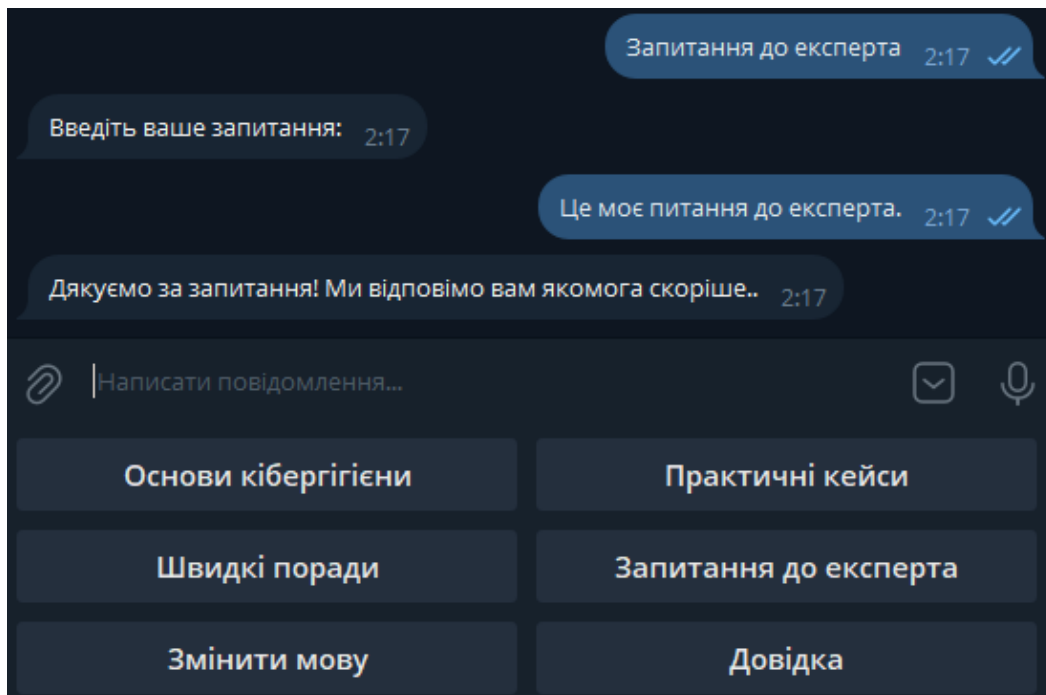 Запитання до експерта 2:17
Введіть ваше запитання: 2:17
Це моє питання до експерта. 2:17
Дякуємо за запитання! Ми відповімо вам якомога скоріше.. 2:17
Написати повідомлення...
Основи кібергігієни Практичні кейси
Швидкі поради Запитання до експерта
Змінити мову Довідка